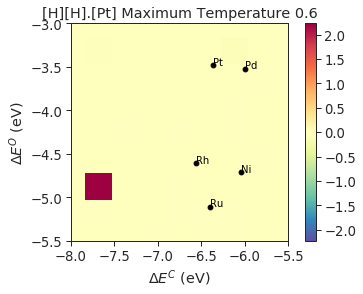 [H][H].[Pt] Maximum Temperature 0.6
−3.0
−3.5
−4.0
−4.5
−5.0
−5.5
ΔE^O (eV)
Pt
Pd
Rh
Ni
Ru
−8.0 −7.5 −7.0 −6.5 −6.0 −5.5
ΔE^C (eV)
2.0
1.5
1.0
0.5
0.0
−0.5
−1.0
−1.5
−2.0